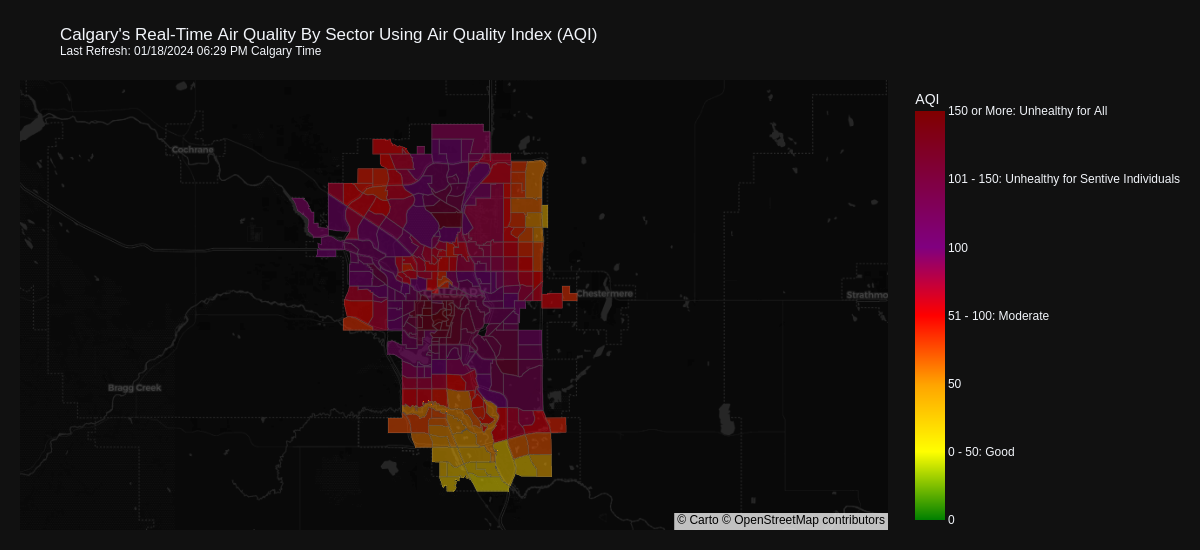 Calgary's Real-Time Air Quality By Sector Using Air Quality Index (AQI)
Last Refresh: 01/18/2024 06:29 PM Calgary Time
AQI
150 or More: Unhealthy for All
101 - 150: Unhealthy for Sentive Individuals
100
51 - 100: Moderate
50
0 - 50: Good
0
Cochrane
CALGARY
Chestermere
Strathmo
Bragg Creek
© Carto © OpenStreetMap contributors